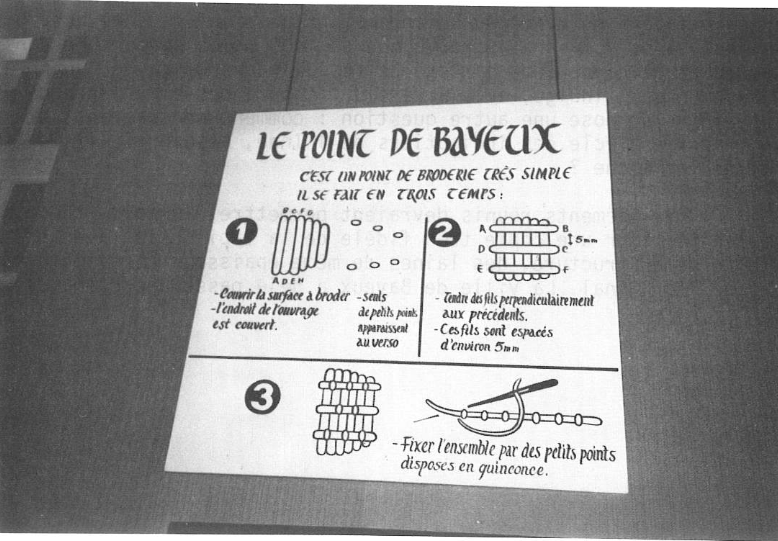 LE POINT DE BAYEUX
C'EST UN POINT DE BRODERIE TRÈS SIMPLE
IL SE FAIT EN TROIS TEMPS :
1
B C F G
A D E H
- Couvrir la surface à broder
- l'endroit de l'ouvrage
est couvert.
- seuls
de petits points
apparaissent
au verso
2
A B
5mm
D C
E F
- Tendre des fils perpendiculairement
aux précédents.
- Ces fils sont espacés
d'environ 5mm
3
- Fixer l'ensemble par des petits points
disposes en quinconce.